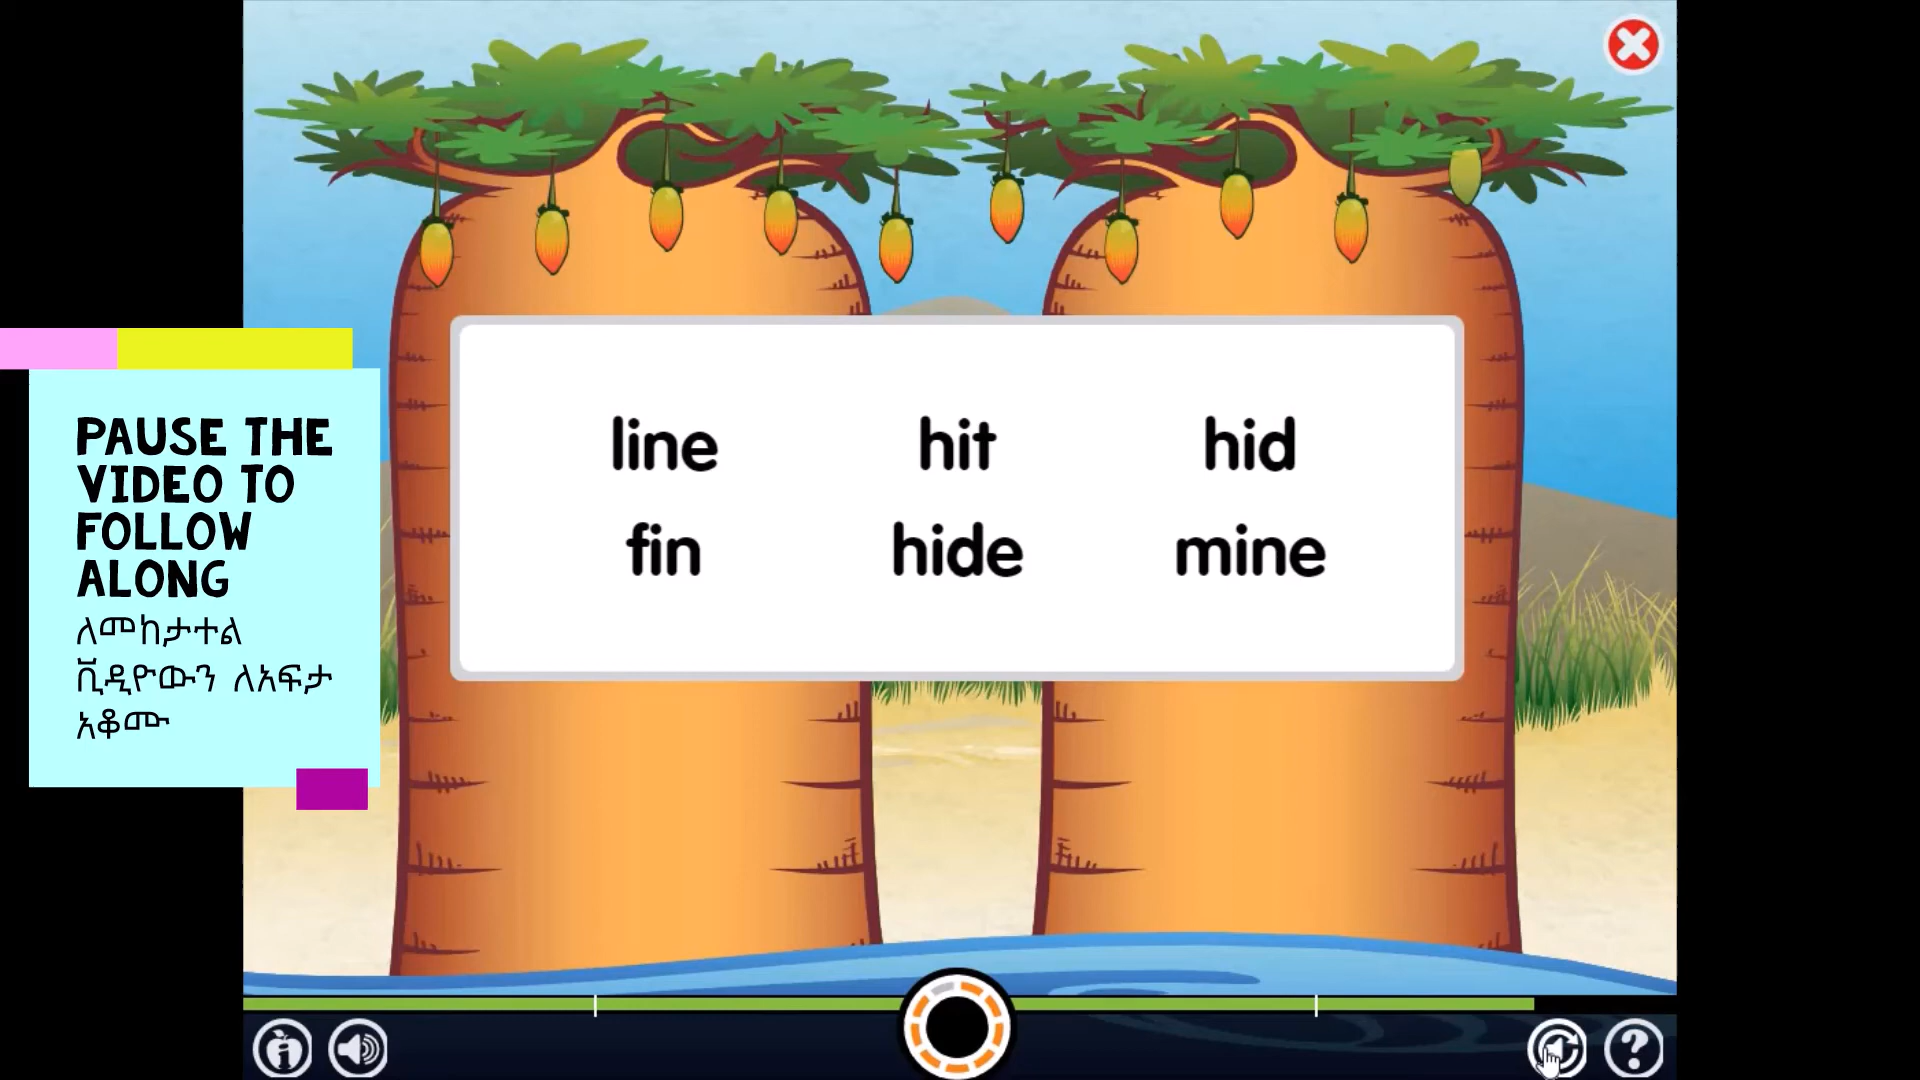 PAUSE THE
VIDEO TO
FOLLOW
ALONG
ለመከታተል
ቪዲዮውን ለአፍታ
አቆሙ
line hit hid
fin hide mine